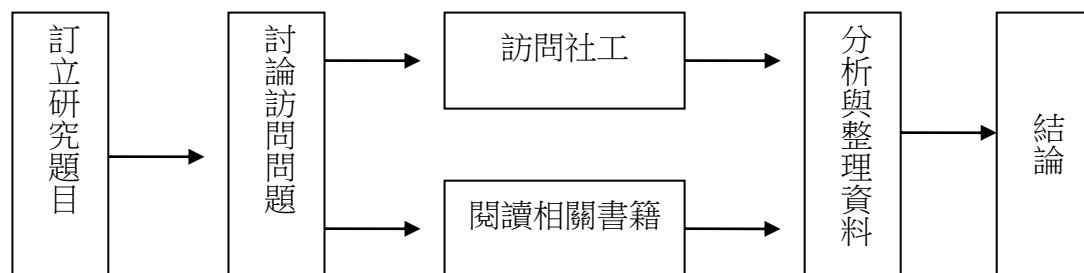 訂立研究題目
討論訪問問題
訪問社工
閱讀相關書籍
分析與整理資料
結論